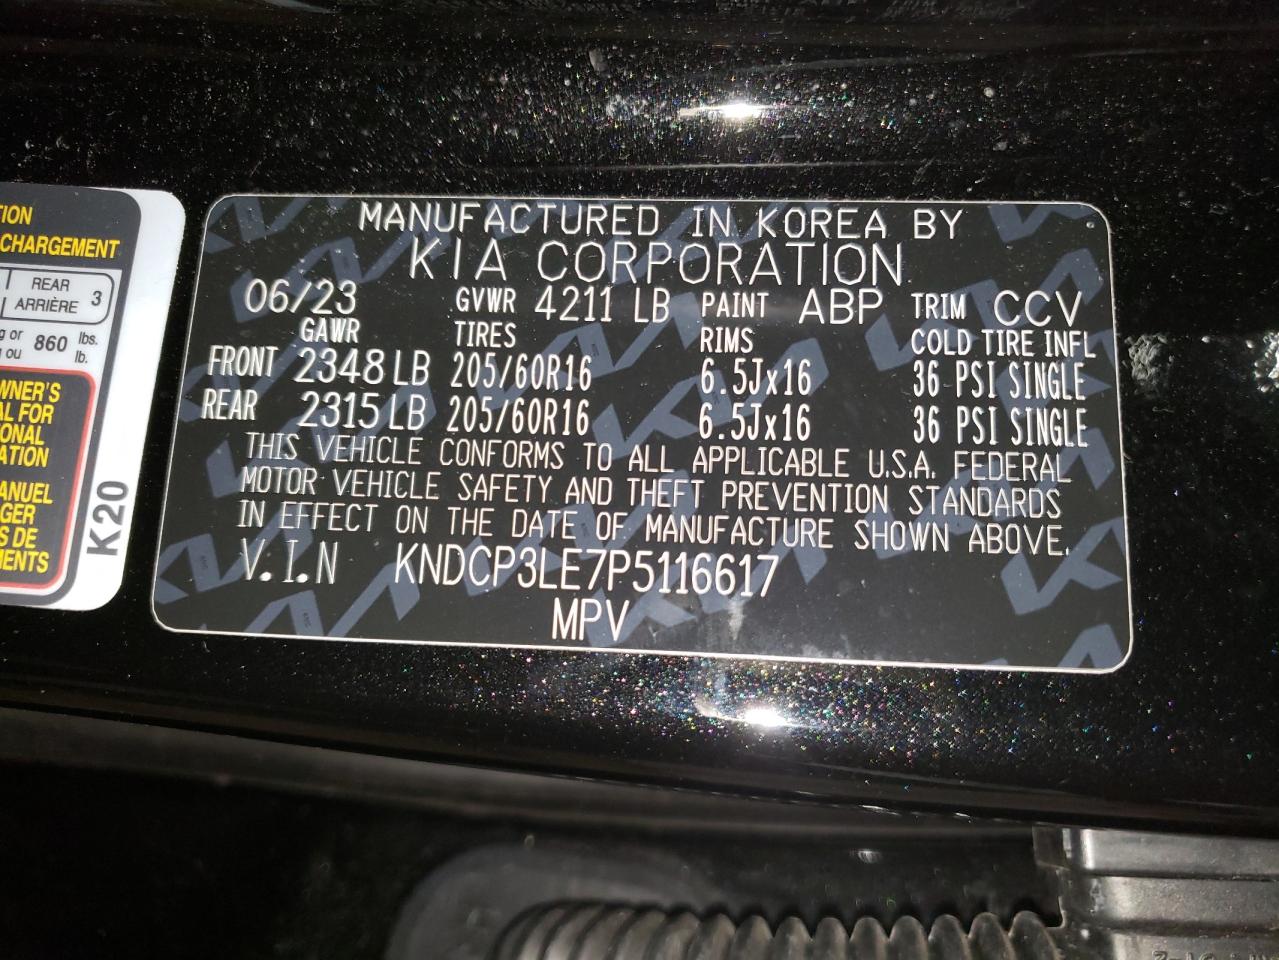 TION
CHARGEMENT
REAR
ARRIÈRE 3
g or 860 lbs.
ou lb.
WNER'S
AL FOR
ONAL
ATION
ANUEL
GER
S DE
MENTS
K20
MANUFACTURED IN KOREA BY
KIA CORPORATION
06/23 GVWR 4211 LB PAINT ABP TRIM CCV
GAWR TIRES RIMS COLD TIRE INFL
FRONT 2348 LB 205/60R16 6.5Jx16 36 PSI SINGLE
REAR 2315 LB 205/60R16 6.5Jx16 36 PSI SINGLE
THIS VEHICLE CONFORMS TO ALL APPLICABLE U.S.A. FEDERAL
MOTOR VEHICLE SAFETY AND THEFT PREVENTION STANDARDS
IN EFFECT ON THE DATE OF MANUFACTURE SHOWN ABOVE.
V.I.N KNDCP3LE7P5116617
MPV